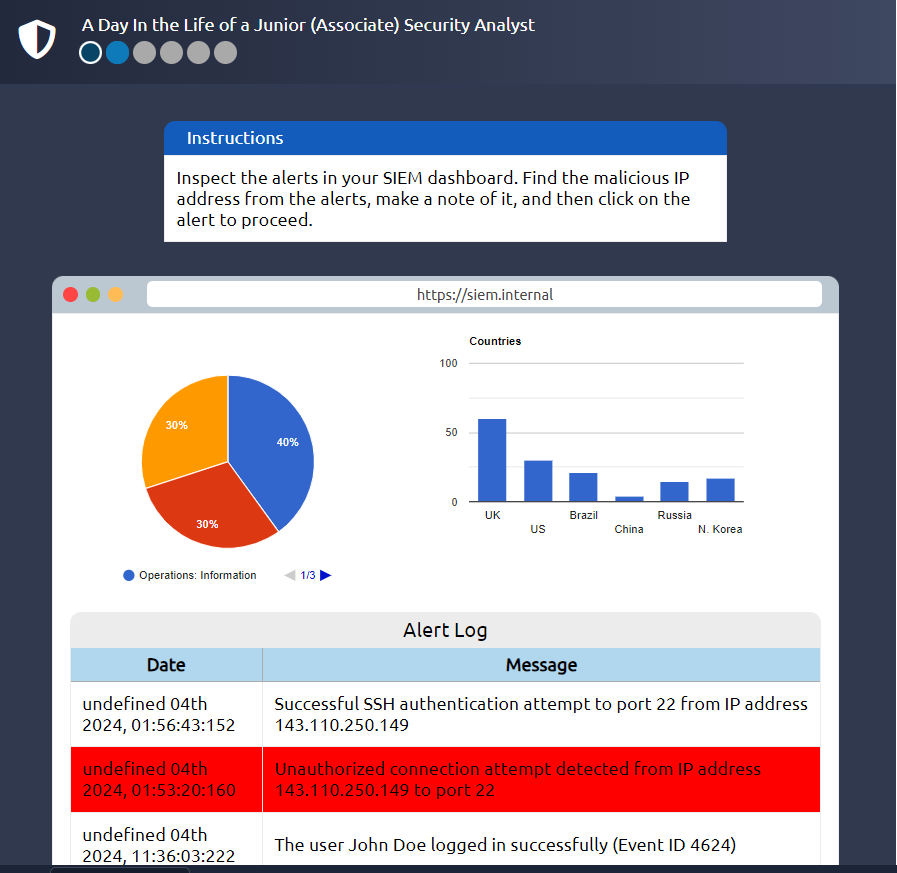 A Day In the Life of a Junior (Associate) Security Analyst
Instructions
Inspect the alerts in your SIEM dashboard. Find the malicious IP
address from the alerts, make a note of it, and then click on the
alert to proceed.
https://siem.internal
Countries
100
50
0
UK
US
Brazil
China
Russia
N. Korea
30%
40%
30%
Operations: Information
1/3
Alert Log
Date
Message
undefined 04th
2024, 01:56:43:152
Successful SSH authentication attempt to port 22 from IP address
143.110.250.149
undefined 04th
2024, 01:53:20:160
Unauthorized connection attempt detected from IP address
143.110.250.149 to port 22
undefined 04th
2024, 11:36:03:222
The user John Doe logged in successfully (Event ID 4624)